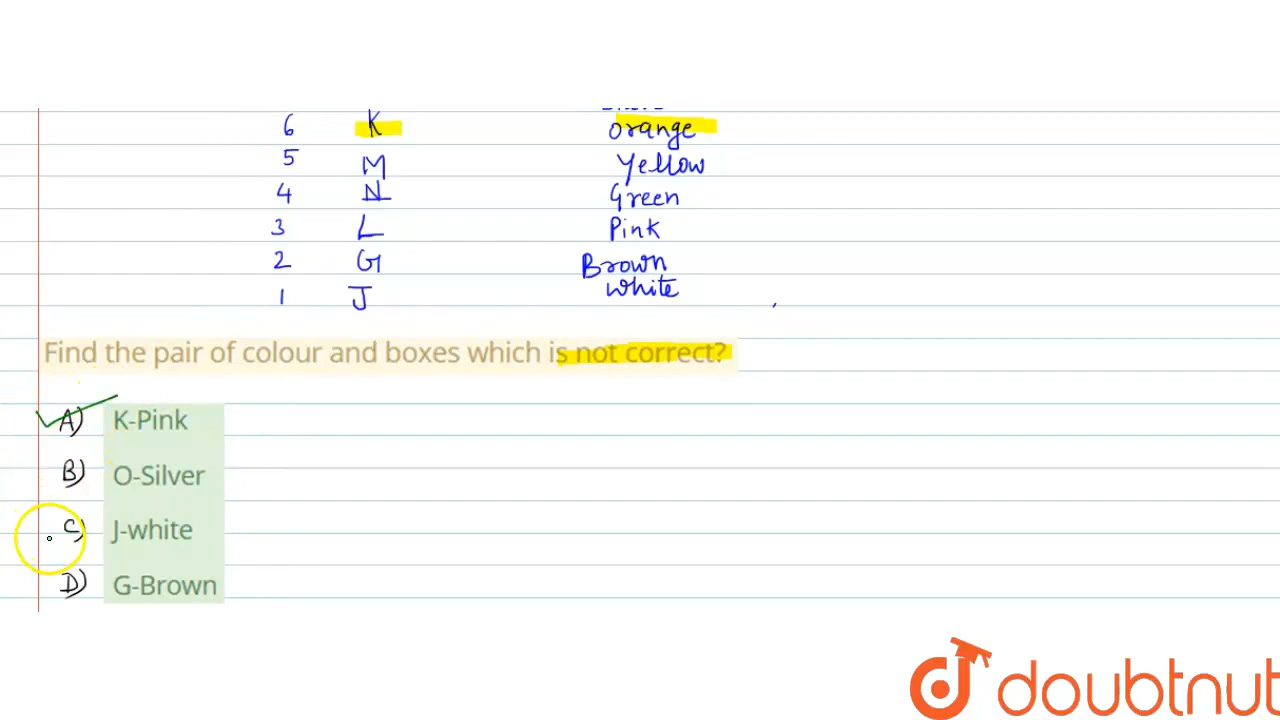 6 K orange
5 M Yellow
4 N Green
3 L Pink
2 G Brown
1 J white
Find the pair of colour and boxes which is not correct?
A) K-Pink
B) O-Silver
C) J-white
D) G-Brown
doubtnut